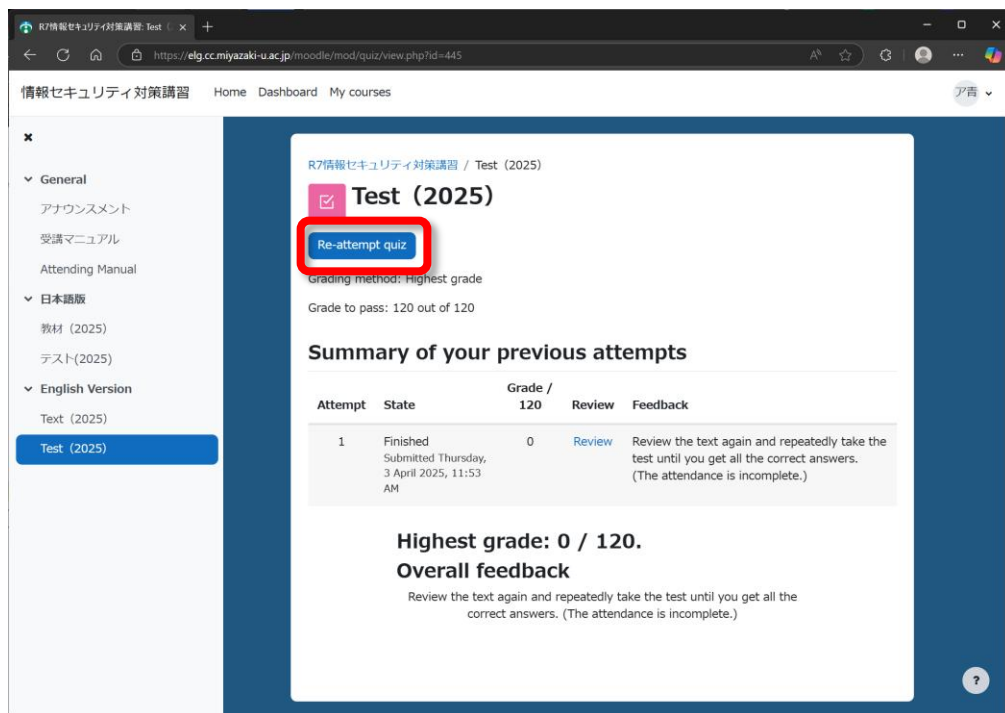 R7情報セキュリティ対策講習: Test (
https://elg.cc.miyazaki-u.ac.jp/moodle/mod/quiz/view.php?id=445
情報セキュリティ対策講習 Home Dashboard My courses
ア青
General
アナウンスメント
受講マニュアル
Attending Manual
日本語版
教材（2025）
テスト(2025)
English Version
Text（2025）
Test（2025）
R7情報セキュリティ対策講習 / Test（2025）
Test（2025）
Re-attempt quiz
Grading method: Highest grade
Grade to pass: 120 out of 120
Summary of your previous attempts
Attempt State Grade / 120 Review Feedback
1 Finished 0 Review Review the text again and repeatedly take the
Submitted Thursday, test until you get all the correct answers.
3 April 2025, 11:53 (The attendance is incomplete.)
AM
Highest grade: 0 / 120.
Overall feedback
Review the text again and repeatedly take the test until you get all the
correct answers. (The attendance is incomplete.)
?